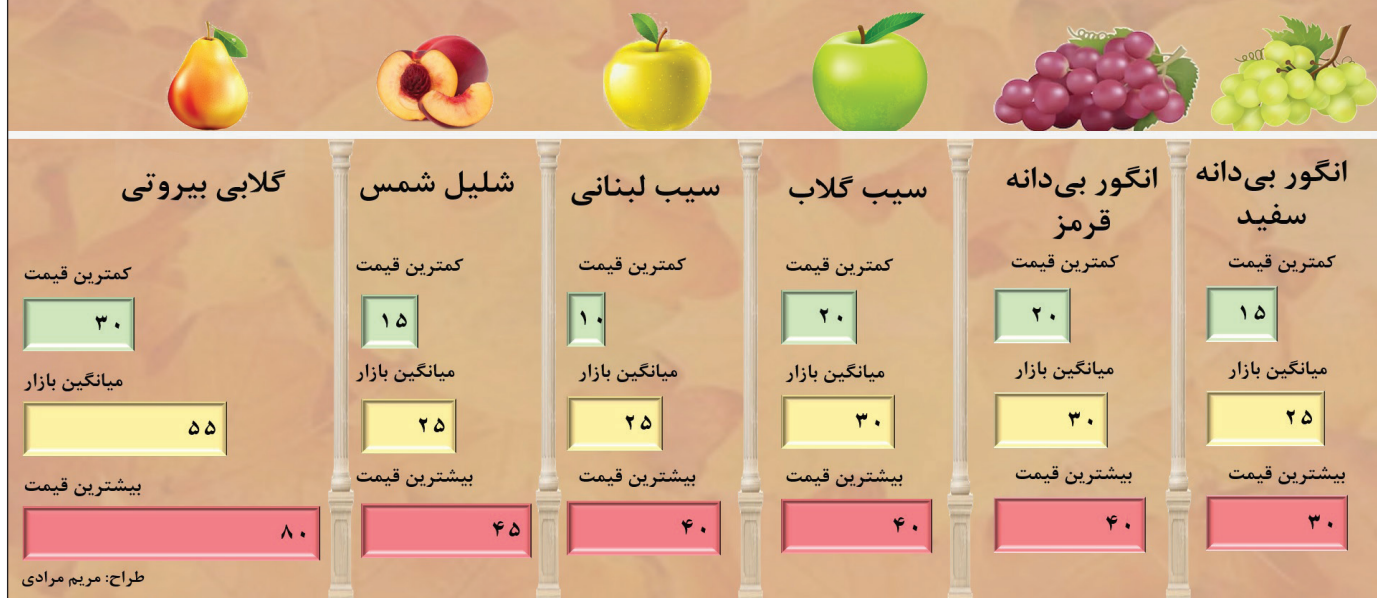 انگور بی‌دانه
سفید
کمترین قیمت
۱۵
میانگین بازار
۲۵
بیشترین قیمت
۳۰
انگور بی‌دانه
قرمز
کمترین قیمت
۲۰
میانگین بازار
۳۰
بیشترین قیمت
۴۰
سیب گلاب
کمترین قیمت
۲۰
میانگین بازار
۳۰
بیشترین قیمت
۴۰
سیب لبنانی
کمترین قیمت
۱۰
میانگین بازار
۲۵
بیشترین قیمت
۴۰
شلیل شمس
کمترین قیمت
۱۵
میانگین بازار
۲۵
بیشترین قیمت
۴۵
گلابی بیروتی
کمترین قیمت
۳۰
میانگین بازار
۵۵
بیشترین قیمت
۸۰
طراح: مریم مرادی